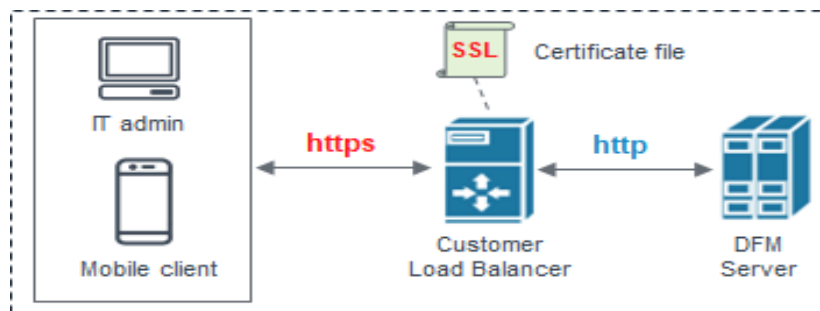 SSL
Certificate file
IT admin
https
http
Mobile client
Customer
Load Balancer
DFM
Server